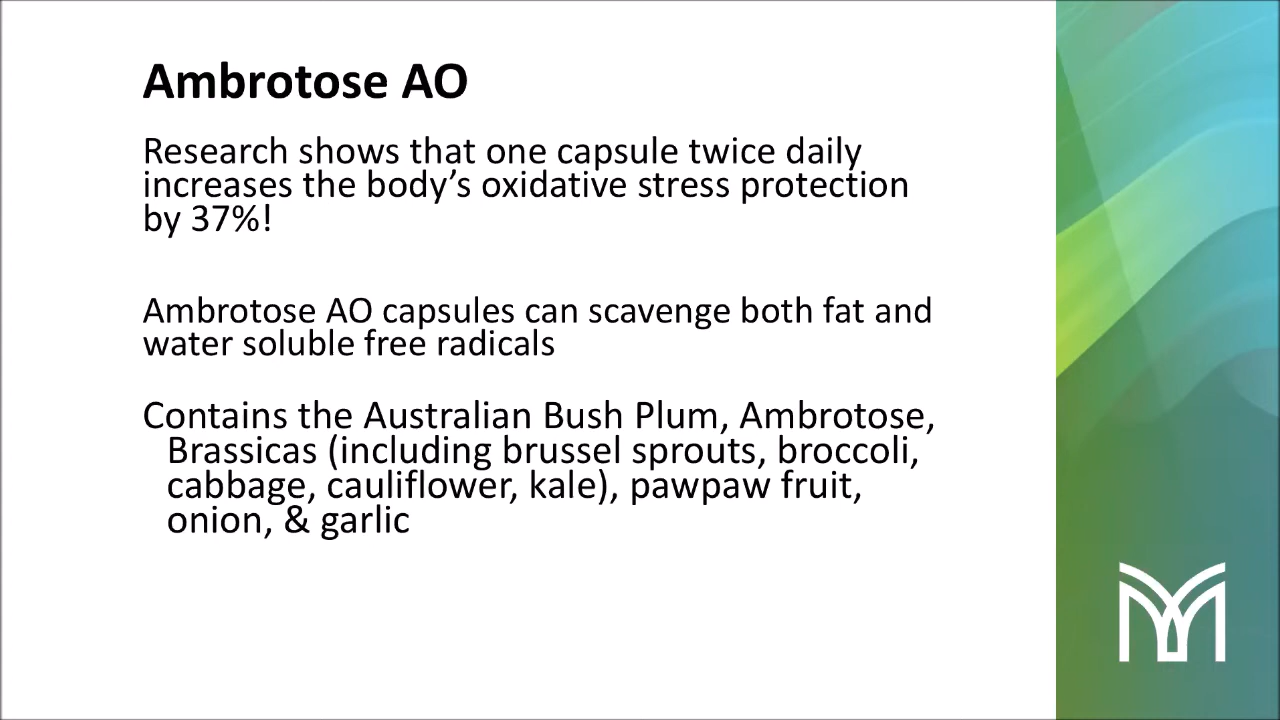 Ambrotose AO
Research shows that one capsule twice daily
increases the body’s oxidative stress protection
by 37%!
Ambrotose AO capsules can scavenge both fat and
water soluble free radicals
Contains the Australian Bush Plum, Ambrotose,
Brassicas (including brussel sprouts, broccoli,
cabbage, cauliflower, kale), pawpaw fruit,
onion, & garlic